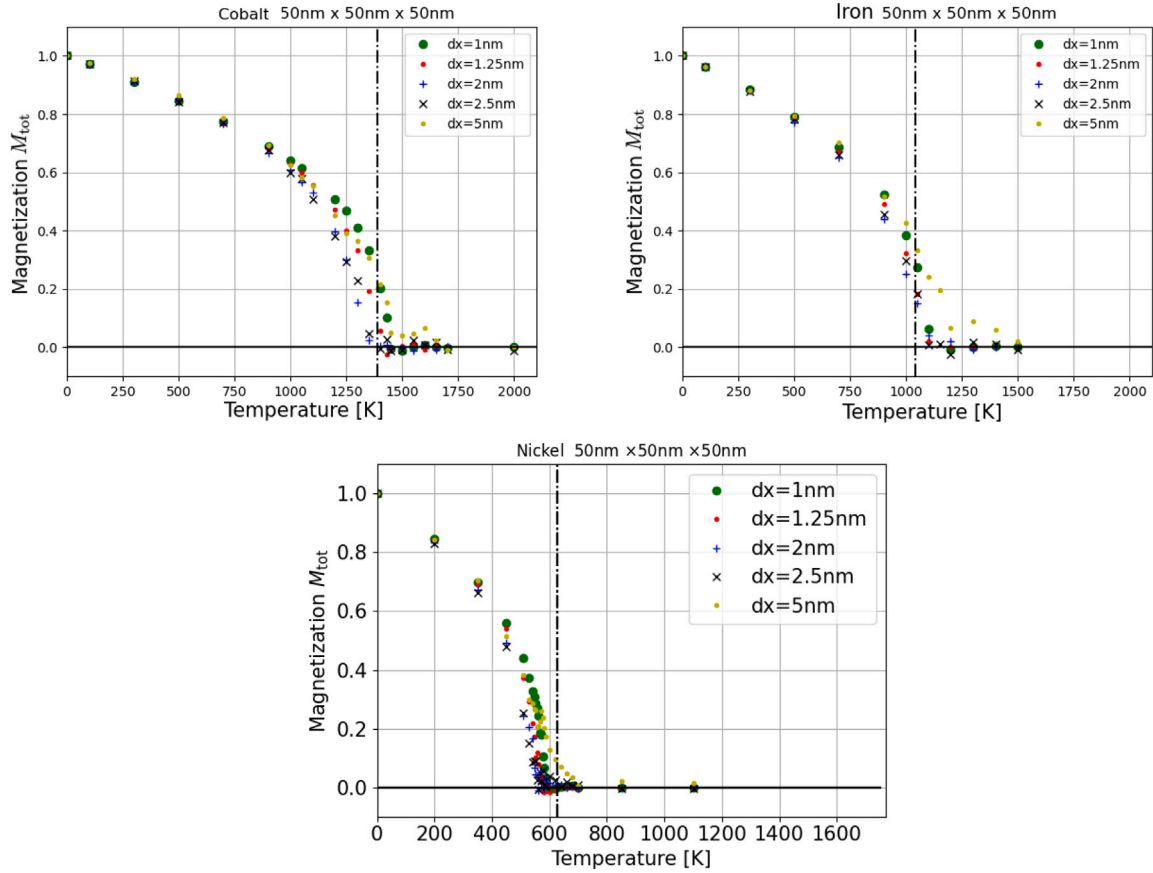 Cobalt 50nm x 50nm x 50nm
Magnetization M_tot
1.0
0.8
0.6
0.4
0.2
0.0
dx=1nm
dx=1.25nm
dx=2nm
dx=2.5nm
dx=5nm
0 250 500 750 1000 1250 1500 1750 2000
Temperature [K]
Iron 50nm x 50nm x 50nm
Magnetization M_tot
1.0
0.8
0.6
0.4
0.2
0.0
dx=1nm
dx=1.25nm
dx=2nm
dx=2.5nm
dx=5nm
0 250 500 750 1000 1250 1500 1750 2000
Temperature [K]
Nickel 50nm ×50nm ×50nm
Magnetization M_tot
1.0
0.8
0.6
0.4
0.2
0.0
dx=1nm
dx=1.25nm
dx=2nm
dx=2.5nm
dx=5nm
0 200 400 600 800 1000 1200 1400 1600
Temperature [K]